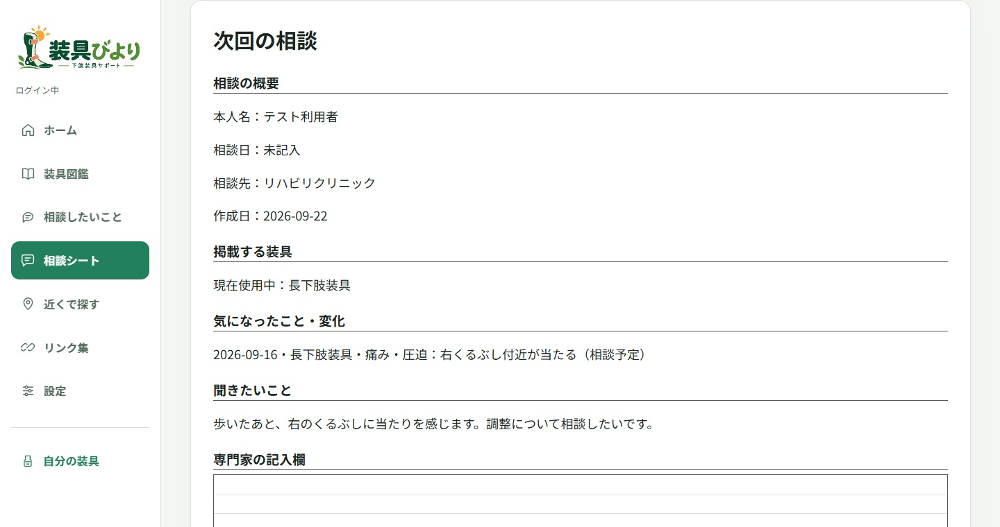 装具びより
下肢装具サポート
ログイン中
ホーム
装具図鑑
相談したいこと
相談シート
近くで探す
リンク集
設定
自分の装具
次回の相談
相談の概要
本人名：テスト利用者
相談日：未記入
相談先：リハビリクリニック
作成日：2026-09-22
掲載する装具
現在使用中：長下肢装具
気になったこと・変化
2026-09-16・長下肢装具・痛み・圧迫：右くるぶし付近が当たる（相談予定）
聞きたいこと
歩いたあと、右のくるぶしに当たりを感じます。調整について相談したいです。
専門家の記入欄